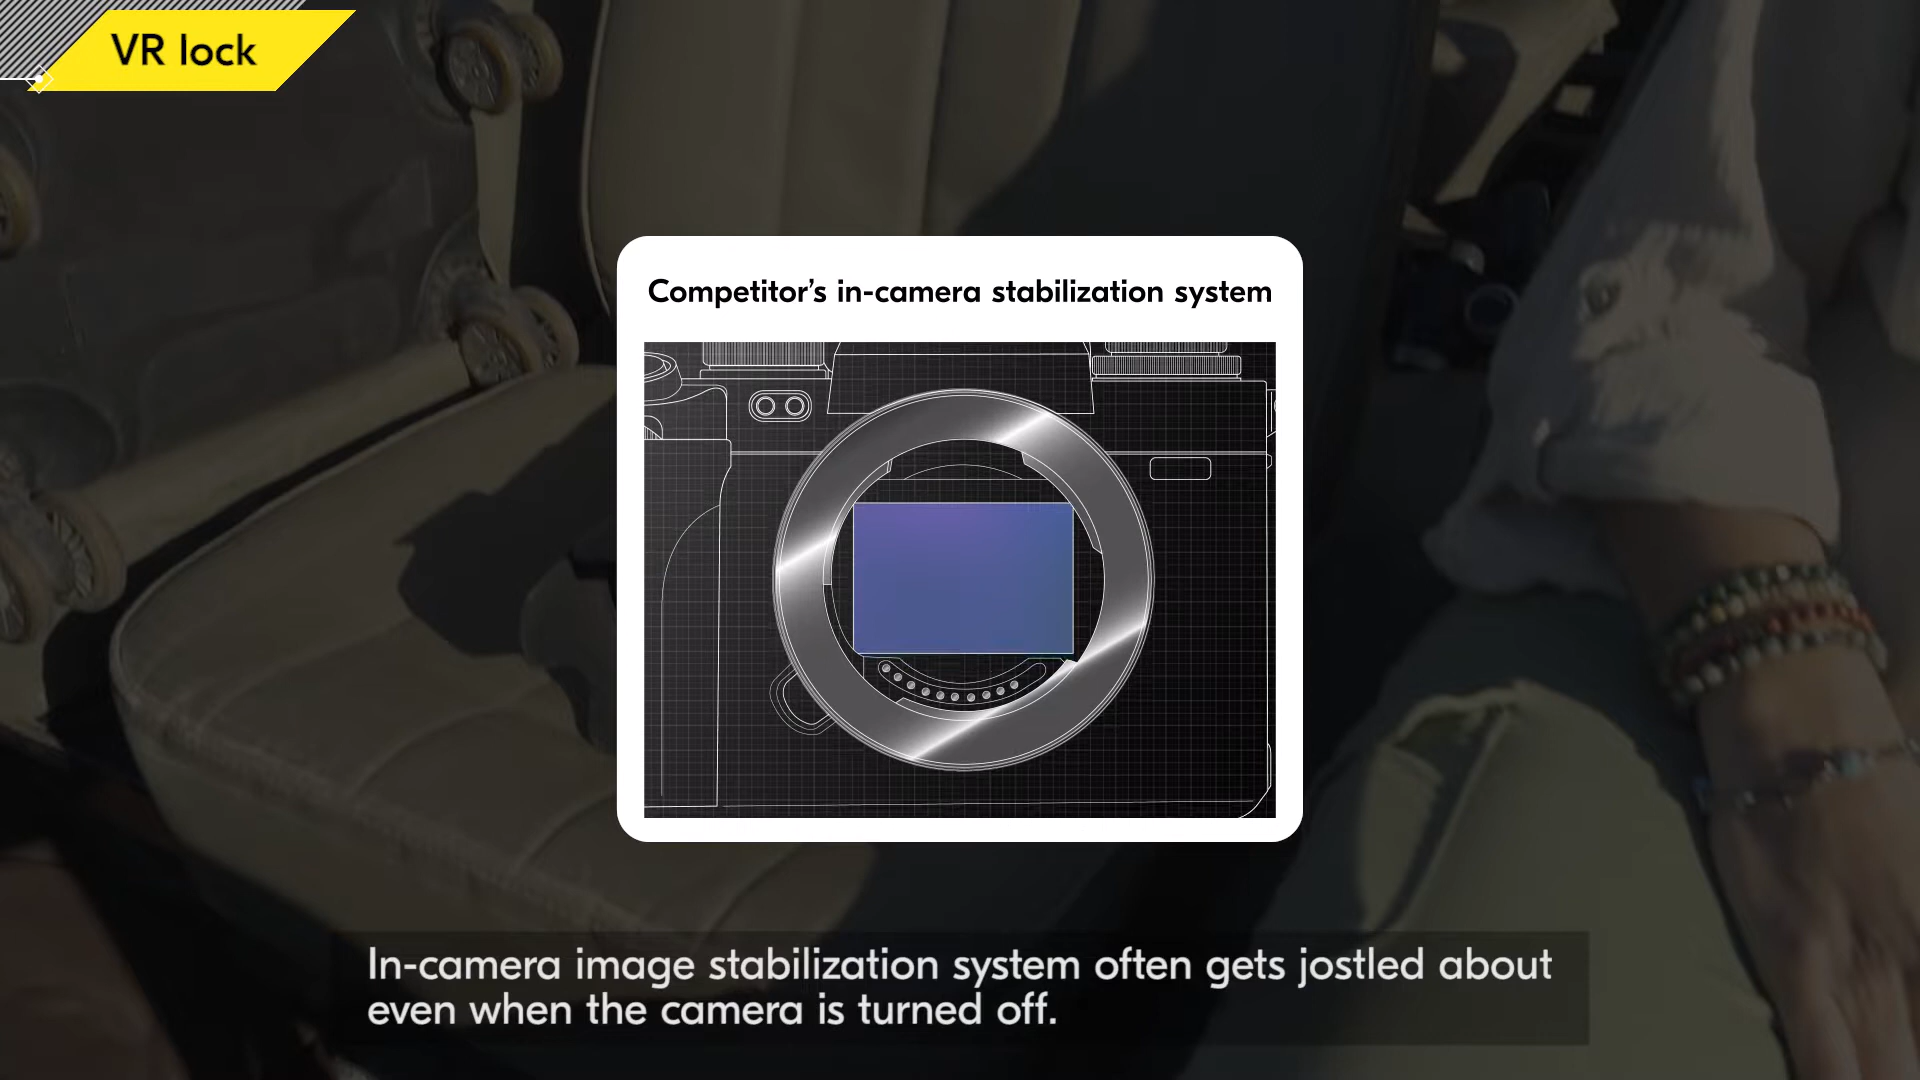 VR lock
Competitor’s in-camera stabilization system
In-camera image stabilization system often gets jostled about
even when the camera is turned off.